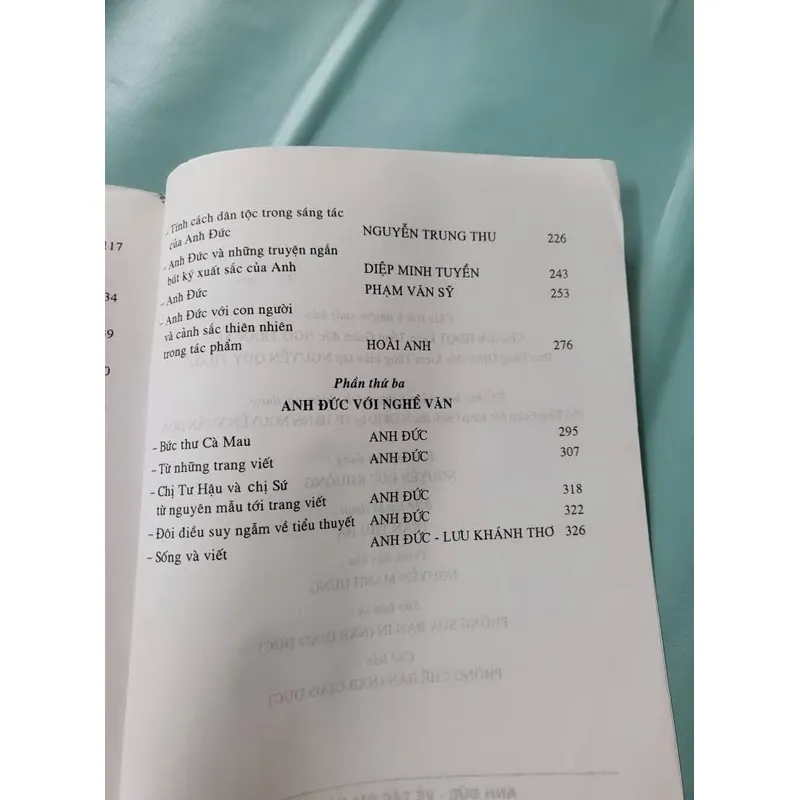 - Tính cách dân tộc trong sáng tác
của Anh Đức NGUYỄN TRUNG THU 226
- Anh Đức và những truyện ngắn
bút ký xuất sắc của Anh DIỆP MINH TUYỀN 243
- Anh Đức PHẠM VĂN SỸ 253
- Anh Đức với con người
và cảnh sắc thiên nhiên
trong tác phẩm HOÀI ANH 276
Phần thứ ba
ANH ĐỨC VỚI NGHỀ VĂN
- Bức thư Cà Mau ANH ĐỨC 295
- Từ những trang viết ANH ĐỨC 307
- Chị Tư Hậu và chị Sứ
từ nguyên mẫu tới trang viết ANH ĐỨC 318
- Đôi điều suy ngẫm về tiểu thuyết ANH ĐỨC 322
- Sống và viết ANH ĐỨC - LƯU KHÁNH THƠ 326